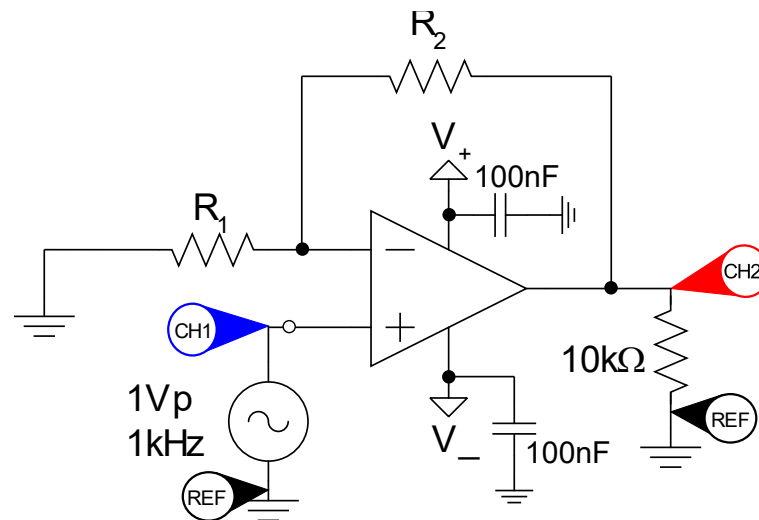 R2
V+
100nF
R1
−
CH2
CH1
+
10kΩ
1Vp
1kHz
REF
V−
100nF
REF